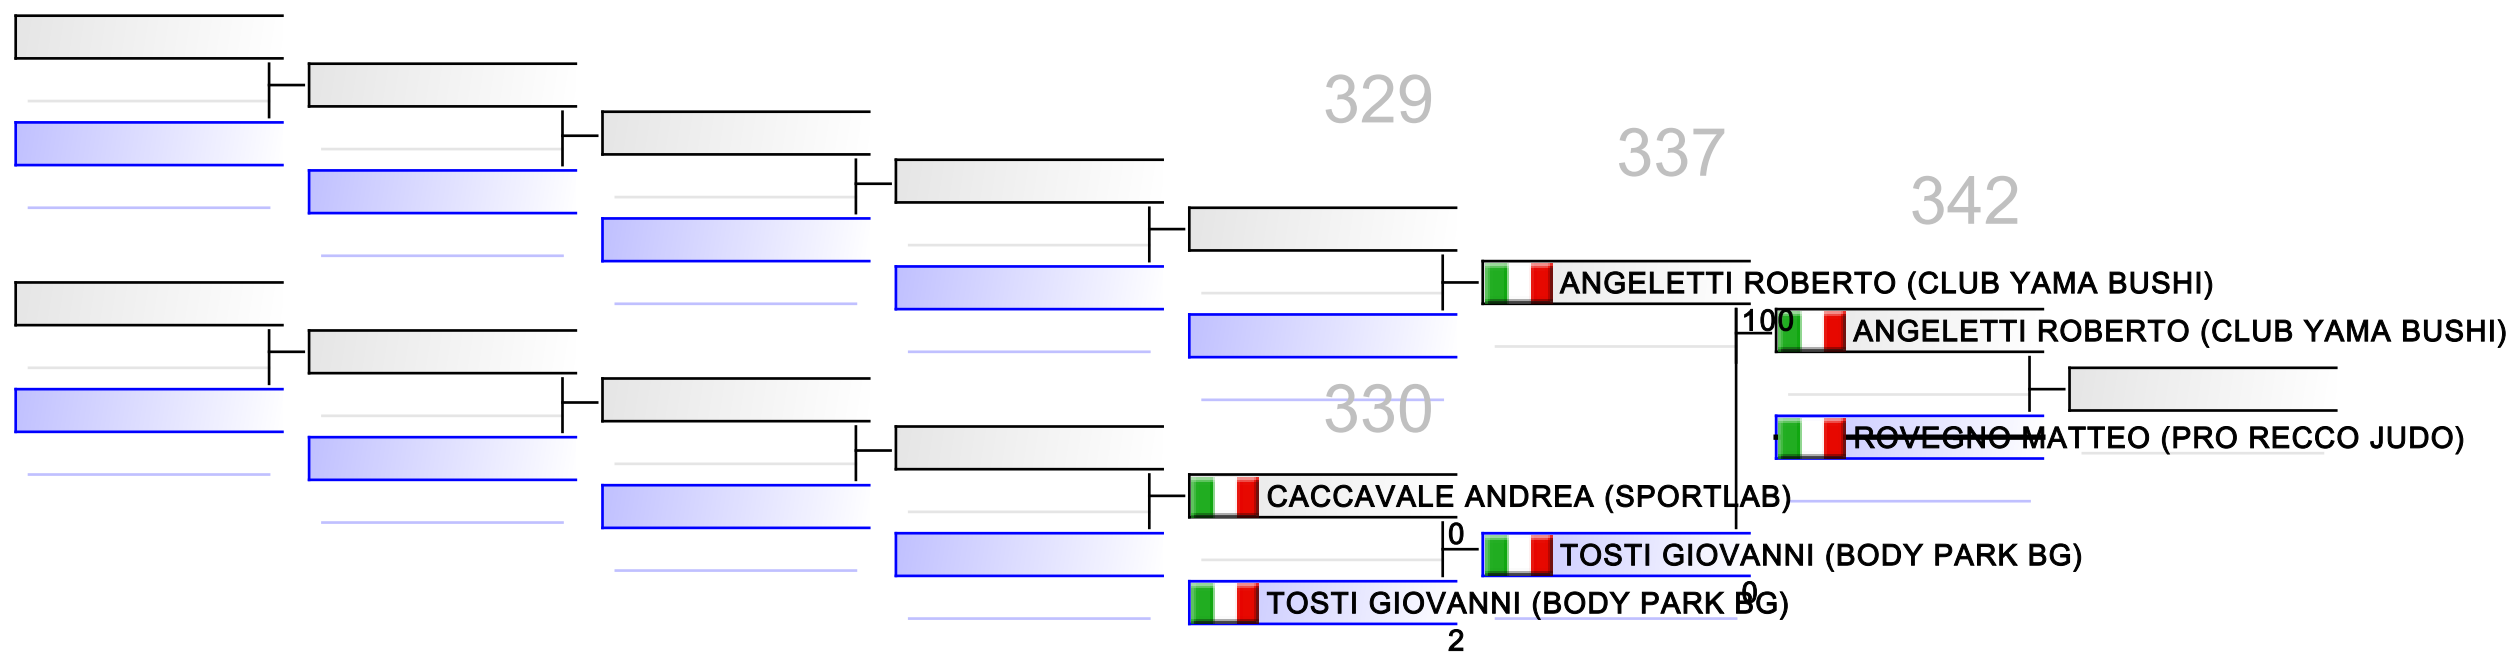 329
337
342
ANGELETTI ROBERTO (CLUB YAMA BUSHI)
100
ANGELETTI ROBERTO (CLUB YAMA BUSHI)
330
ROVEGNO MATTEO (PRO RECCO JUDO)
CACCAVALE ANDREA (SPORTLAB)
0
TOSTI GIOVANNI (BODY PARK BG)
0
TOSTI GIOVANNI (BODY PARK BG)
2